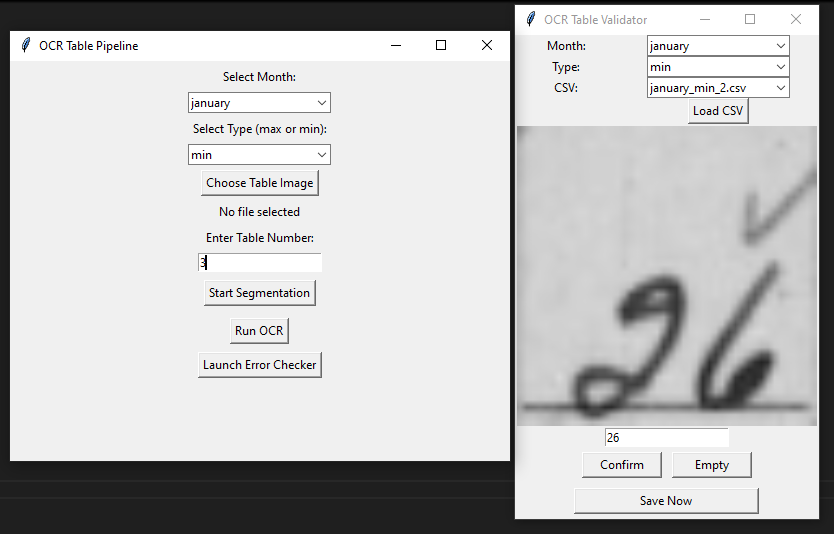 OCR Table Pipeline
Select Month:
january
Select Type (max or min):
min
Choose Table Image
No file selected
Enter Table Number:
3
Start Segmentation
Run OCR
Launch Error Checker
OCR Table Validator
Month: january
Type: min
CSV: january_min_2.csv
Load CSV
26
26
Confirm Empty
Save Now